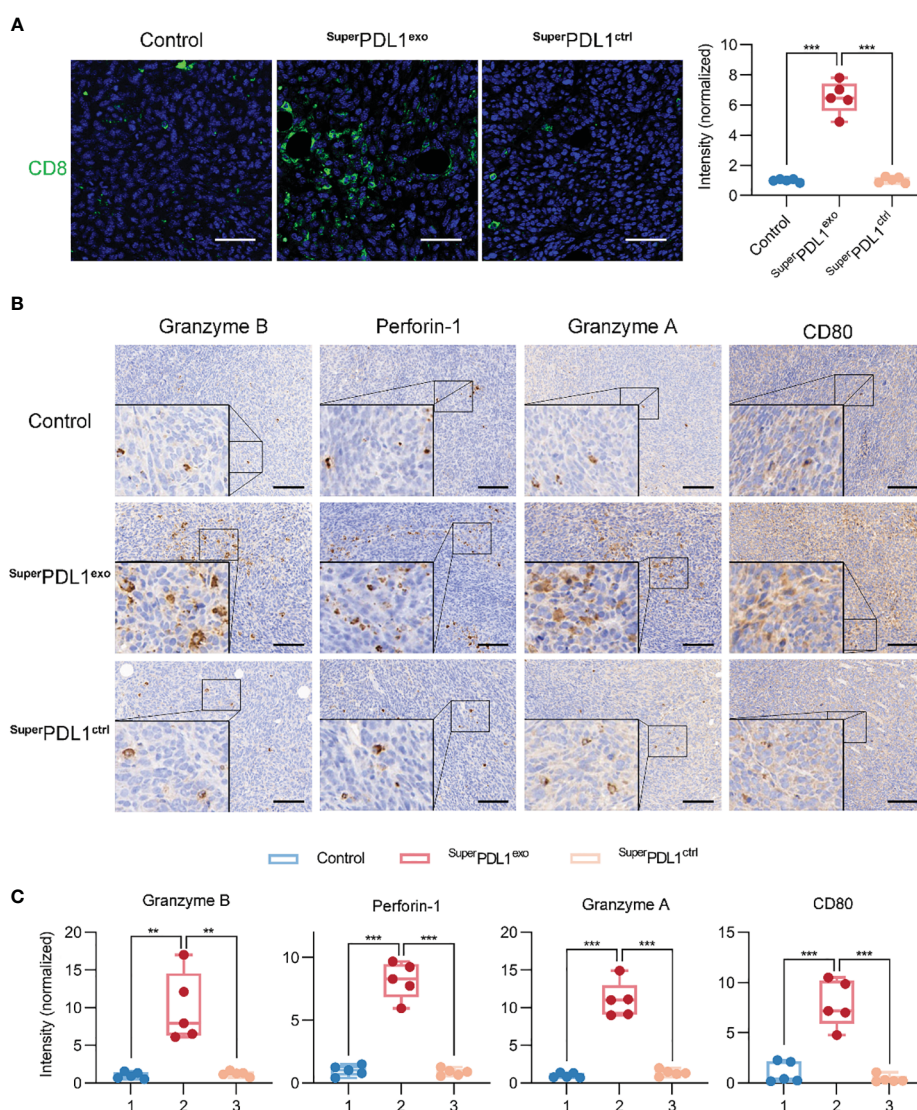 A
Control
SuperPDL1exo
SuperPDL1ctrl
CD8
Intensity (normalized)
10
8
6
4
2
0
*** ***
Control
SuperPDL1exo
SuperPDL1ctrl
B
Granzyme B
Perforin-1
Granzyme A
CD80
Control
SuperPDL1exo
SuperPDL1ctrl
Control
SuperPDL1exo
SuperPDL1ctrl
C
Granzyme B
Intensity (normalized)
20
15
10
5
0
** **
1 2 3
Perforin-1
10
5
0
*** ***
1 2 3
Granzyme A
20
15
10
5
0
*** ***
1 2 3
CD80
15
10
5
0
*** ***
1 2 3